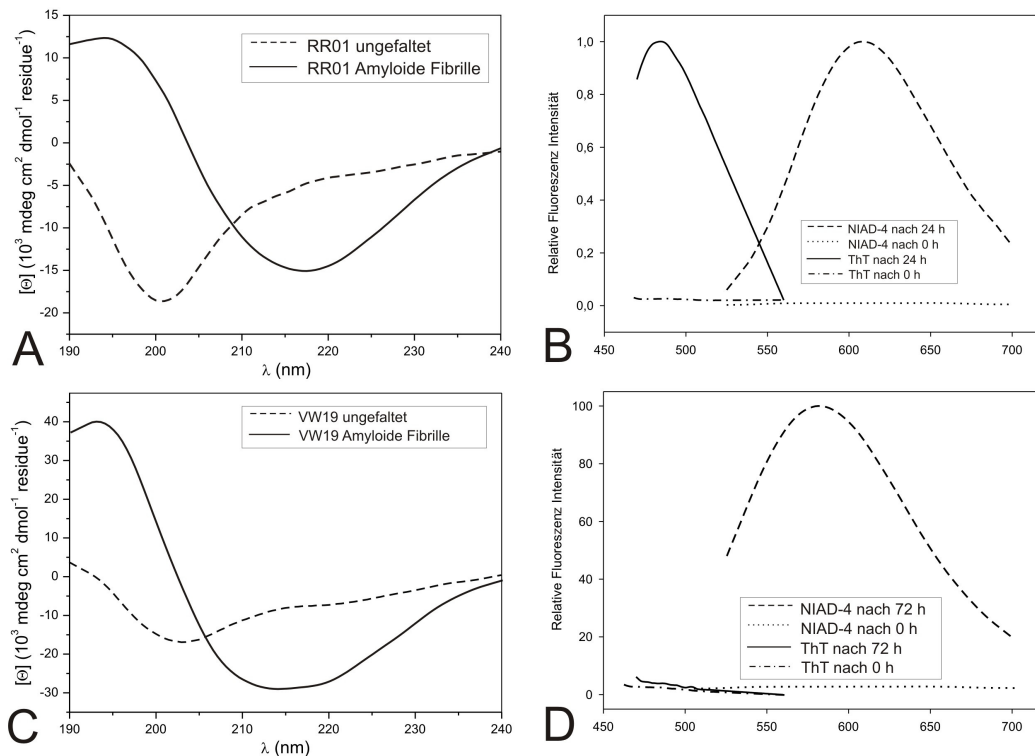 15
10
5
0
-5
-10
-15
-20
190
200
210
220
230
240
[Θ] (10³ mdeg cm² dmol⁻¹ residue⁻¹)
λ (nm)
RR01 ungefaltet
RR01 Amyloide Fibrille
A
1,0
0,8
0,6
0,4
0,2
0,0
450
500
550
600
650
700
Relative Fluoreszenz Intensität
NIAD-4 nach 24 h
NIAD-4 nach 0 h
ThT nach 24 h
ThT nach 0 h
B
40
30
20
10
0
-10
-20
-30
190
200
210
220
230
240
[Θ] (10³ mdeg cm² dmol⁻¹ residue⁻¹)
λ (nm)
VW19 ungefaltet
VW19 Amyloide Fibrille
C
100
80
60
40
20
0
450
500
550
600
650
700
Relative Fluoreszenz Intensität
NIAD-4 nach 72 h
NIAD-4 nach 0 h
ThT nach 72 h
ThT nach 0 h
D